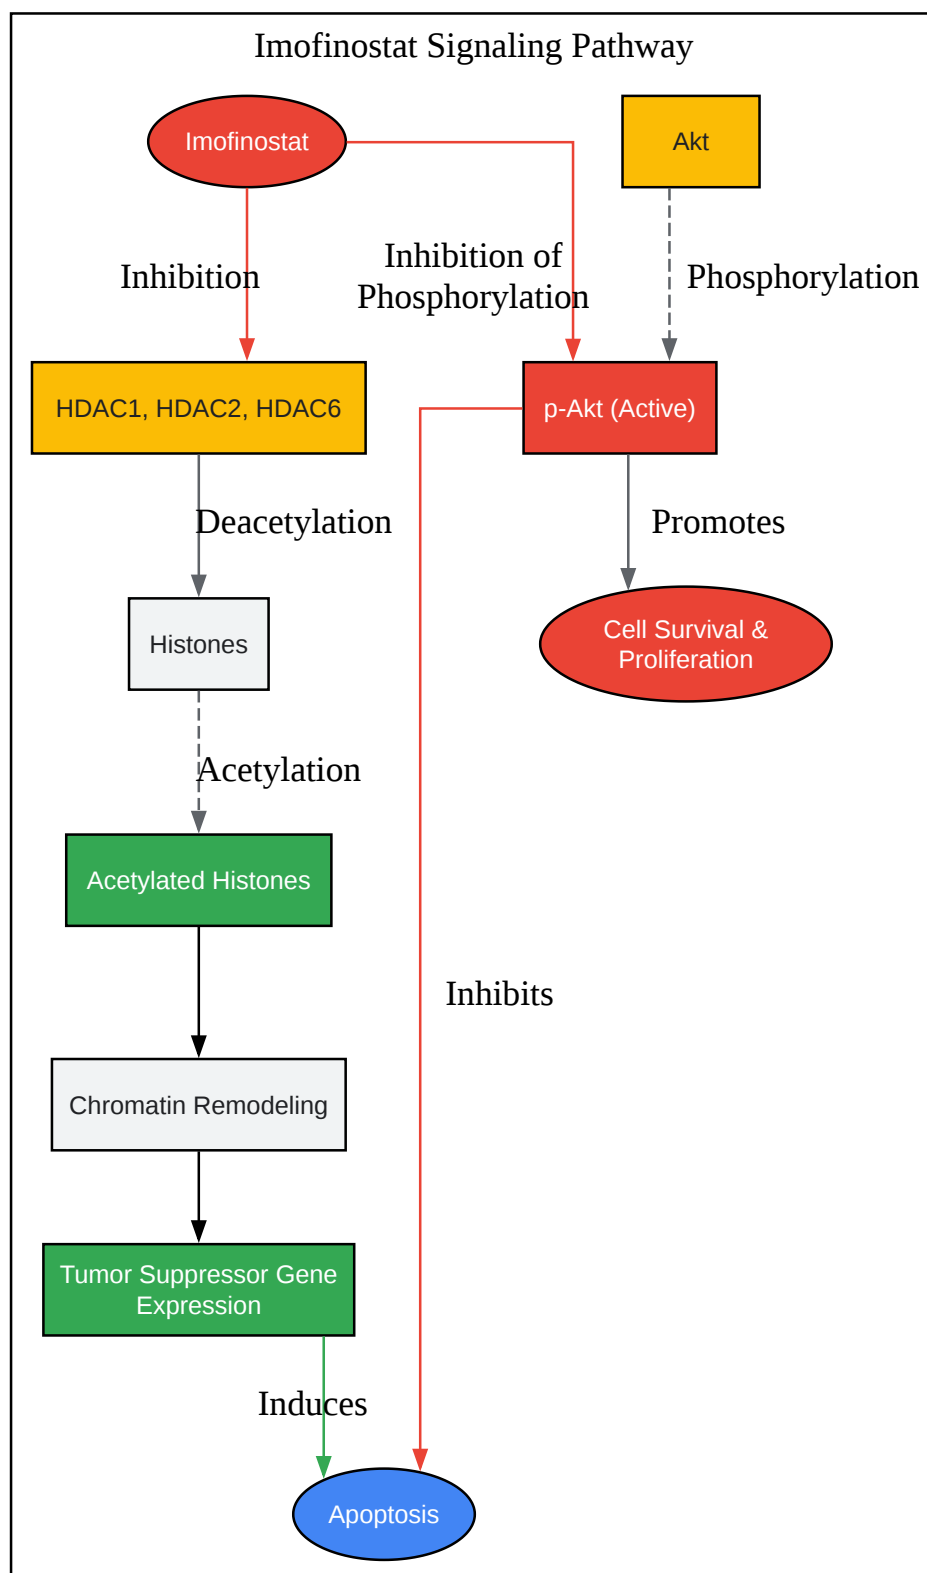 Imofinostat Signaling Pathway
Imofinostat
Akt
Inhibition
Inhibition of
Phosphorylation
Phosphorylation
HDAC1, HDAC2, HDAC6
p-Akt (Active)
Deacetylation
Promotes
Histones
Cell Survival &
Proliferation
Acetylation
Acetylated Histones
Inhibits
Chromatin Remodeling
Tumor Suppressor Gene
Expression
Induces
Apoptosis